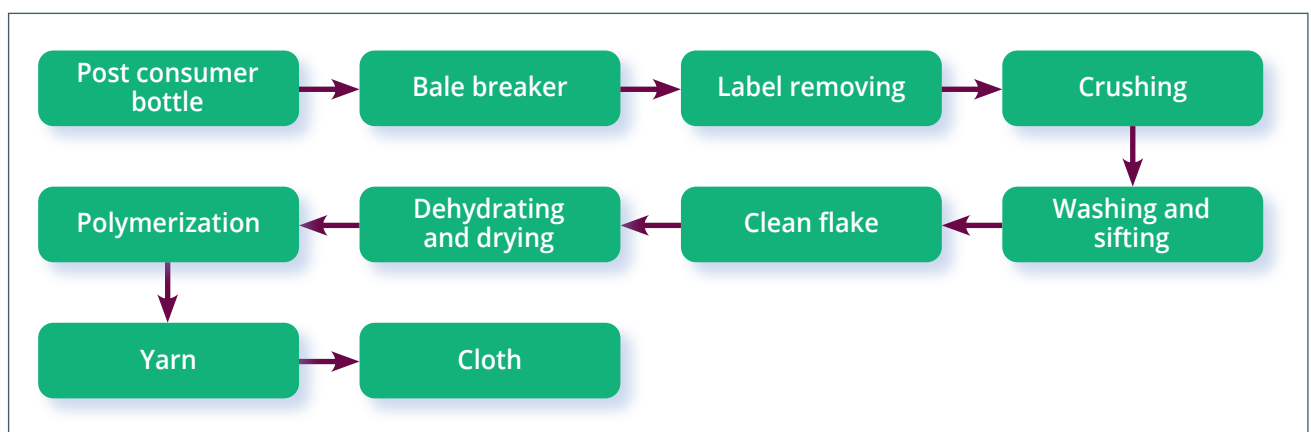 Post consumer
bottle
Bale breaker
Label removing
Crushing
Washing and
sifting
Clean flake
Dehydrating
and drying
Polymerization
Yarn
Cloth